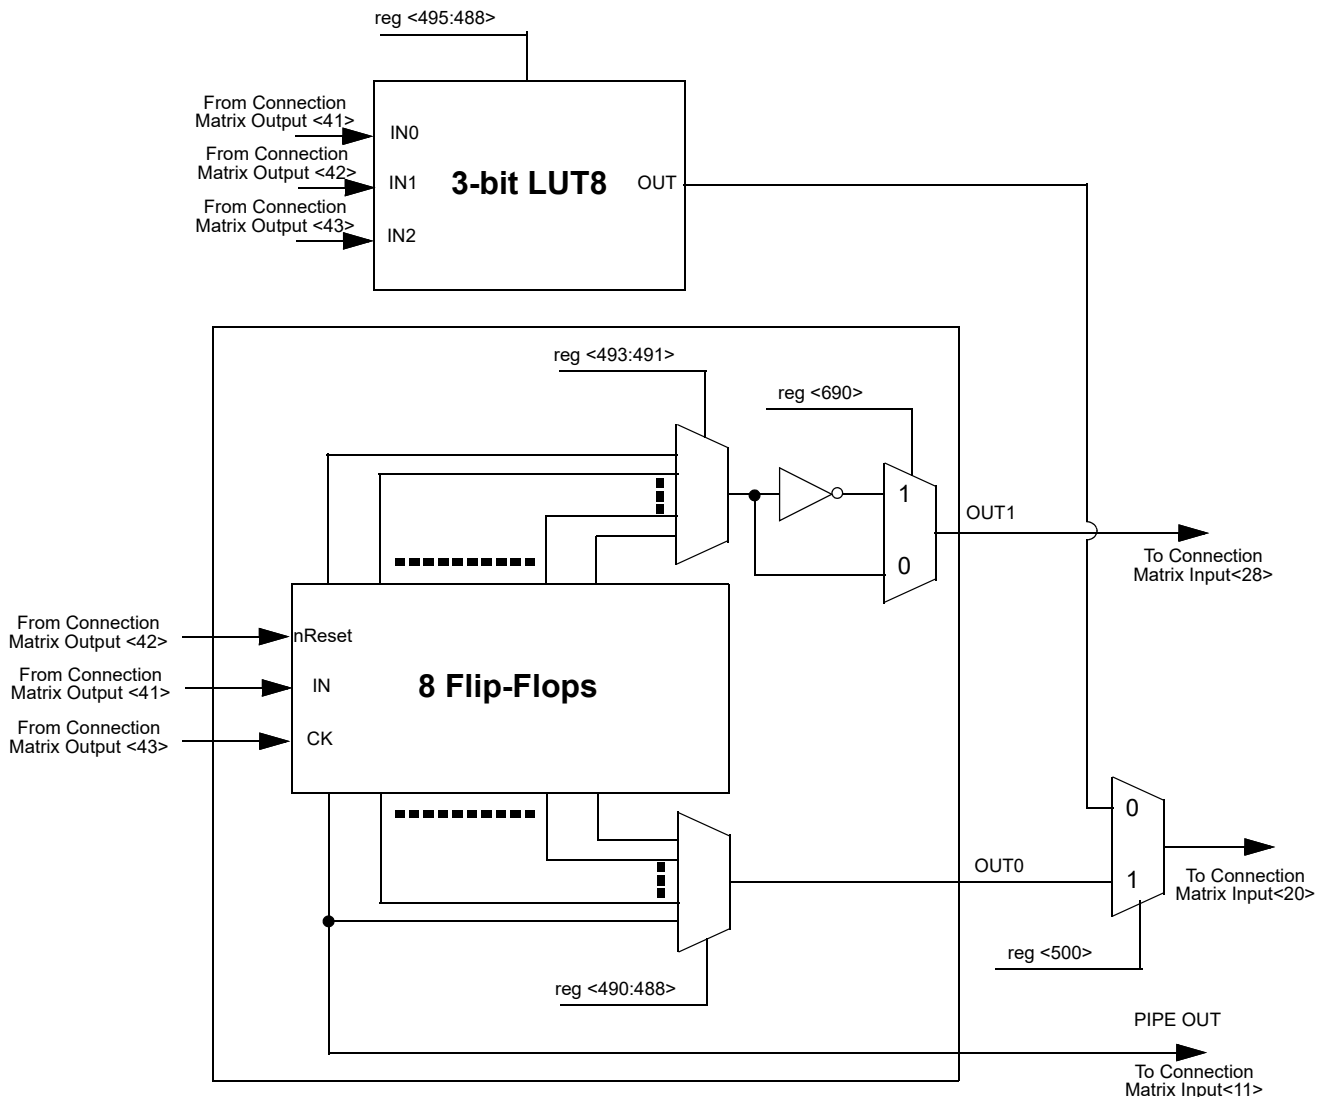 reg <495:488>
From Connection
Matrix Output <41>
IN0
From Connection
Matrix Output <42>
IN1
3-bit LUT8
OUT
From Connection
Matrix Output <43>
IN2
reg <493:491>
reg <690>
1
OUT1
0
To Connection
Matrix Input<28>
From Connection
Matrix Output <42>
nReset
From Connection
Matrix Output <41>
IN
8 Flip-Flops
From Connection
Matrix Output <43>
CK
0
OUT0
1
To Connection
Matrix Input<20>
reg <500>
reg <490:488>
PIPE OUT
To Connection
Matrix Input<11>